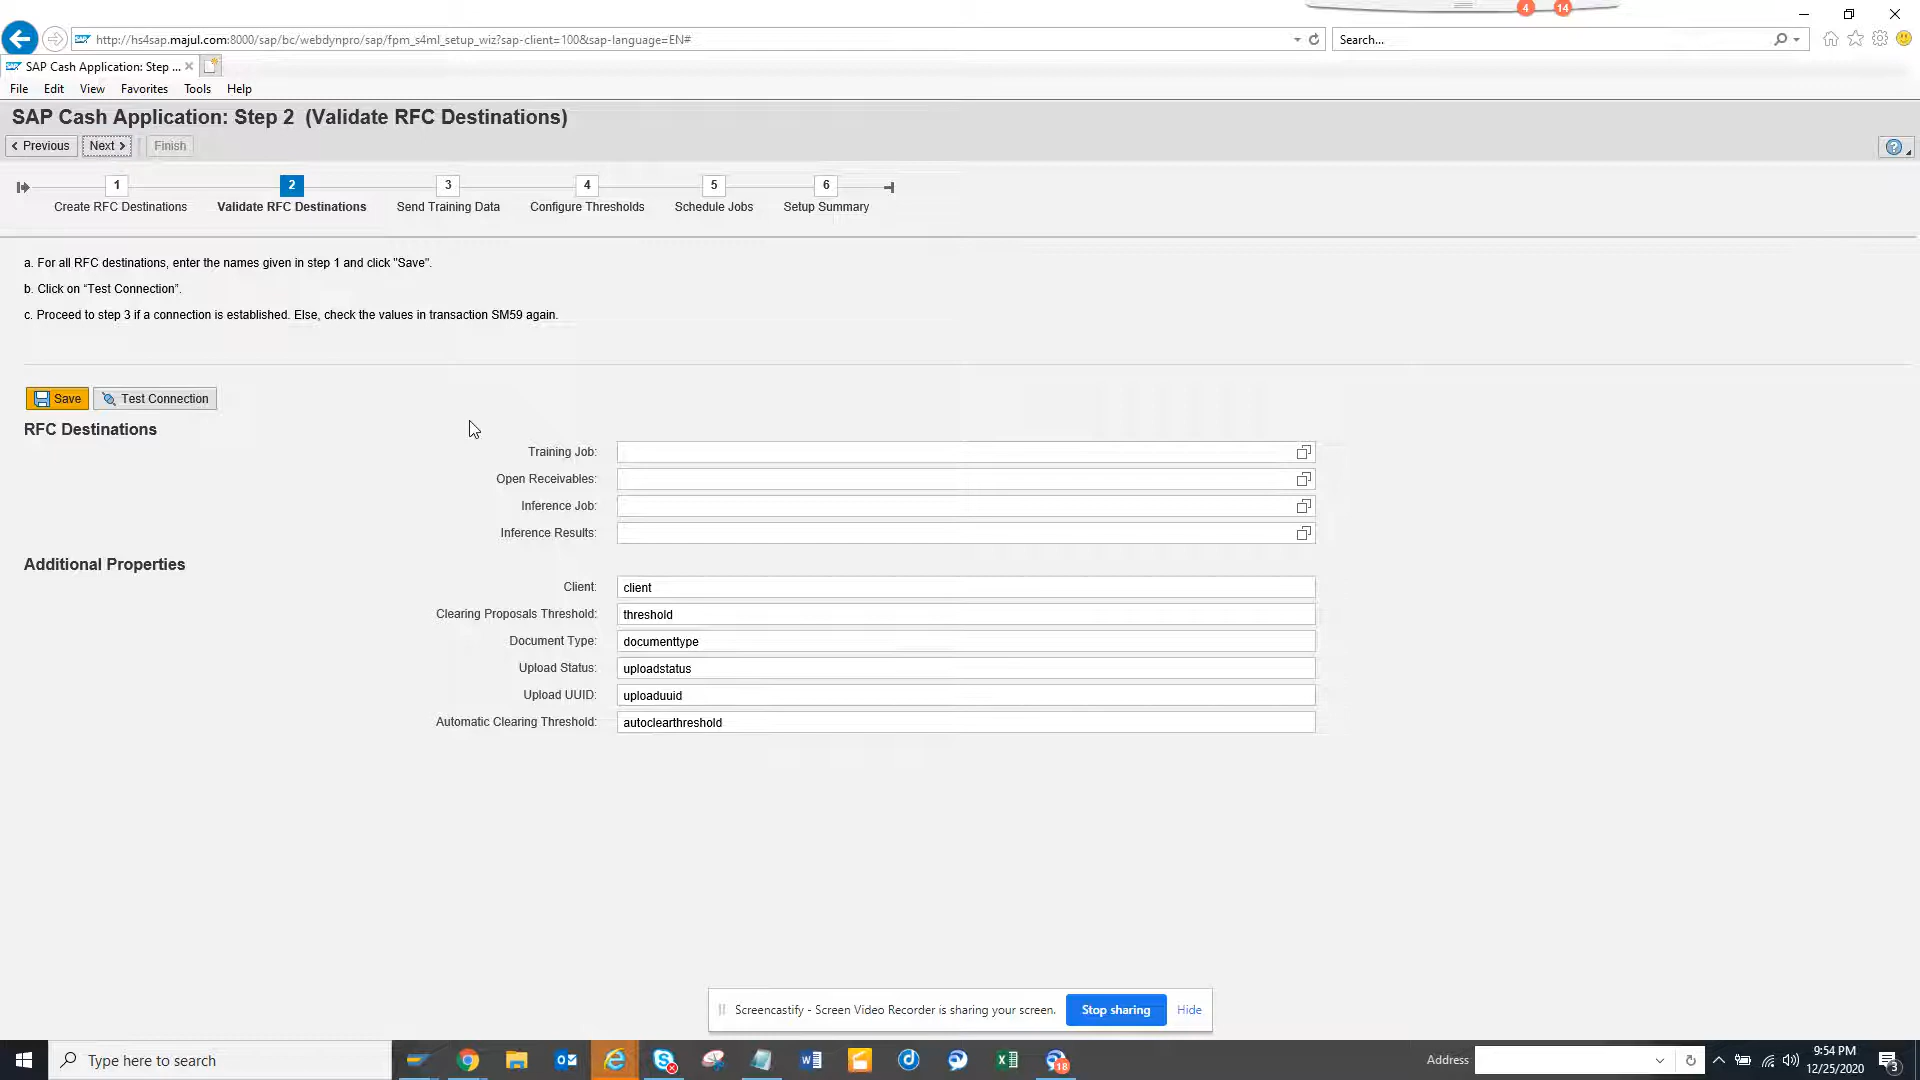 4 14
http://hs4sap.majul.com:8000/sap/bc/webdynpro/sap/fpm_s4ml_setup_wiz?sap-client=100&sap-language=EN#
Search...
SAP Cash Application: Step ...
File Edit View Favorites Tools Help
SAP Cash Application: Step 2 (Validate RFC Destinations)
Previous Next Finish
1 2 3 4 5 6
Create RFC Destinations Validate RFC Destinations Send Training Data Configure Thresholds Schedule Jobs Setup Summary
a. For all RFC destinations, enter the names given in step 1 and click "Save".
b. Click on “Test Connection”.
c. Proceed to step 3 if a connection is established. Else, check the values in transaction SM59 again.
Save Test Connection
RFC Destinations
Training Job:
Open Receivables:
Inference Job:
Inference Results:
Additional Properties
Client: client
Clearing Proposals Threshold: threshold
Document Type: documenttype
Upload Status: uploadstatus
Upload UUID: uploaduuid
Automatic Clearing Threshold: autoclearthreshold
Screencastify - Screen Video Recorder is sharing your screen. Stop sharing Hide
Type here to search
18
Address
9:54 PM
12/25/2020
3